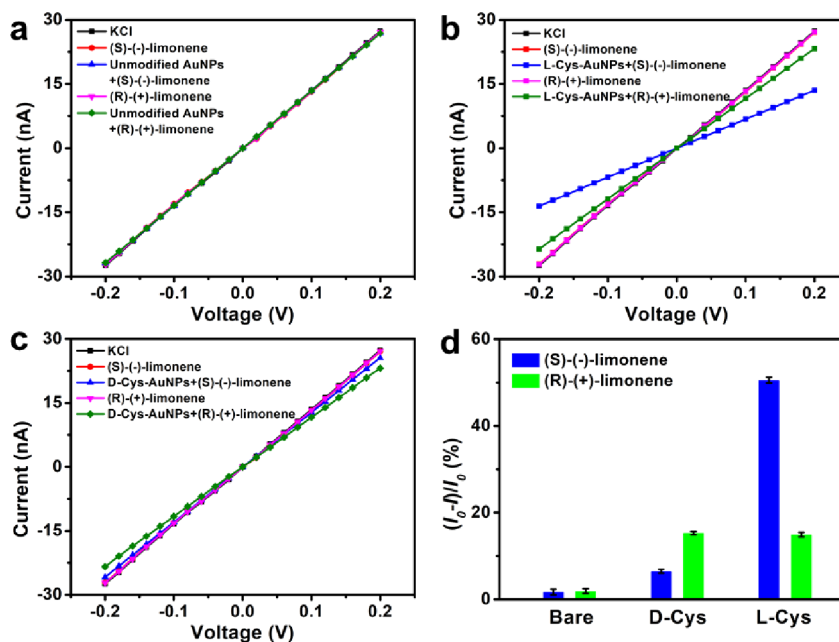 a
KCl
(S)-(-)-limonene
Unmodified AuNPs
+(S)-(-)-limonene
(R)-(+)-limonene
Unmodified AuNPs
+(R)-(+)-limonene
30
15
0
-15
-30
Current (nA)
-0.2 -0.1 0.0 0.1 0.2
Voltage (V)
b
KCl
(S)-(-)-limonene
L-Cys-AuNPs+(S)-(-)-limonene
(R)-(+)-limonene
L-Cys-AuNPs+(R)-(+)-limonene
30
15
0
-15
-30
Current (nA)
-0.2 -0.1 0.0 0.1 0.2
Voltage (V)
c
KCl
(S)-(-)-limonene
D-Cys-AuNPs+(S)-(-)-limonene
(R)-(+)-limonene
D-Cys-AuNPs+(R)-(+)-limonene
30
15
0
-15
-30
Current (nA)
-0.2 -0.1 0.0 0.1 0.2
Voltage (V)
d
(S)-(-)-limonene
(R)-(+)-limonene
60
40
20
0
(I0-I)/I0 (%)
Bare D-Cys L-Cys